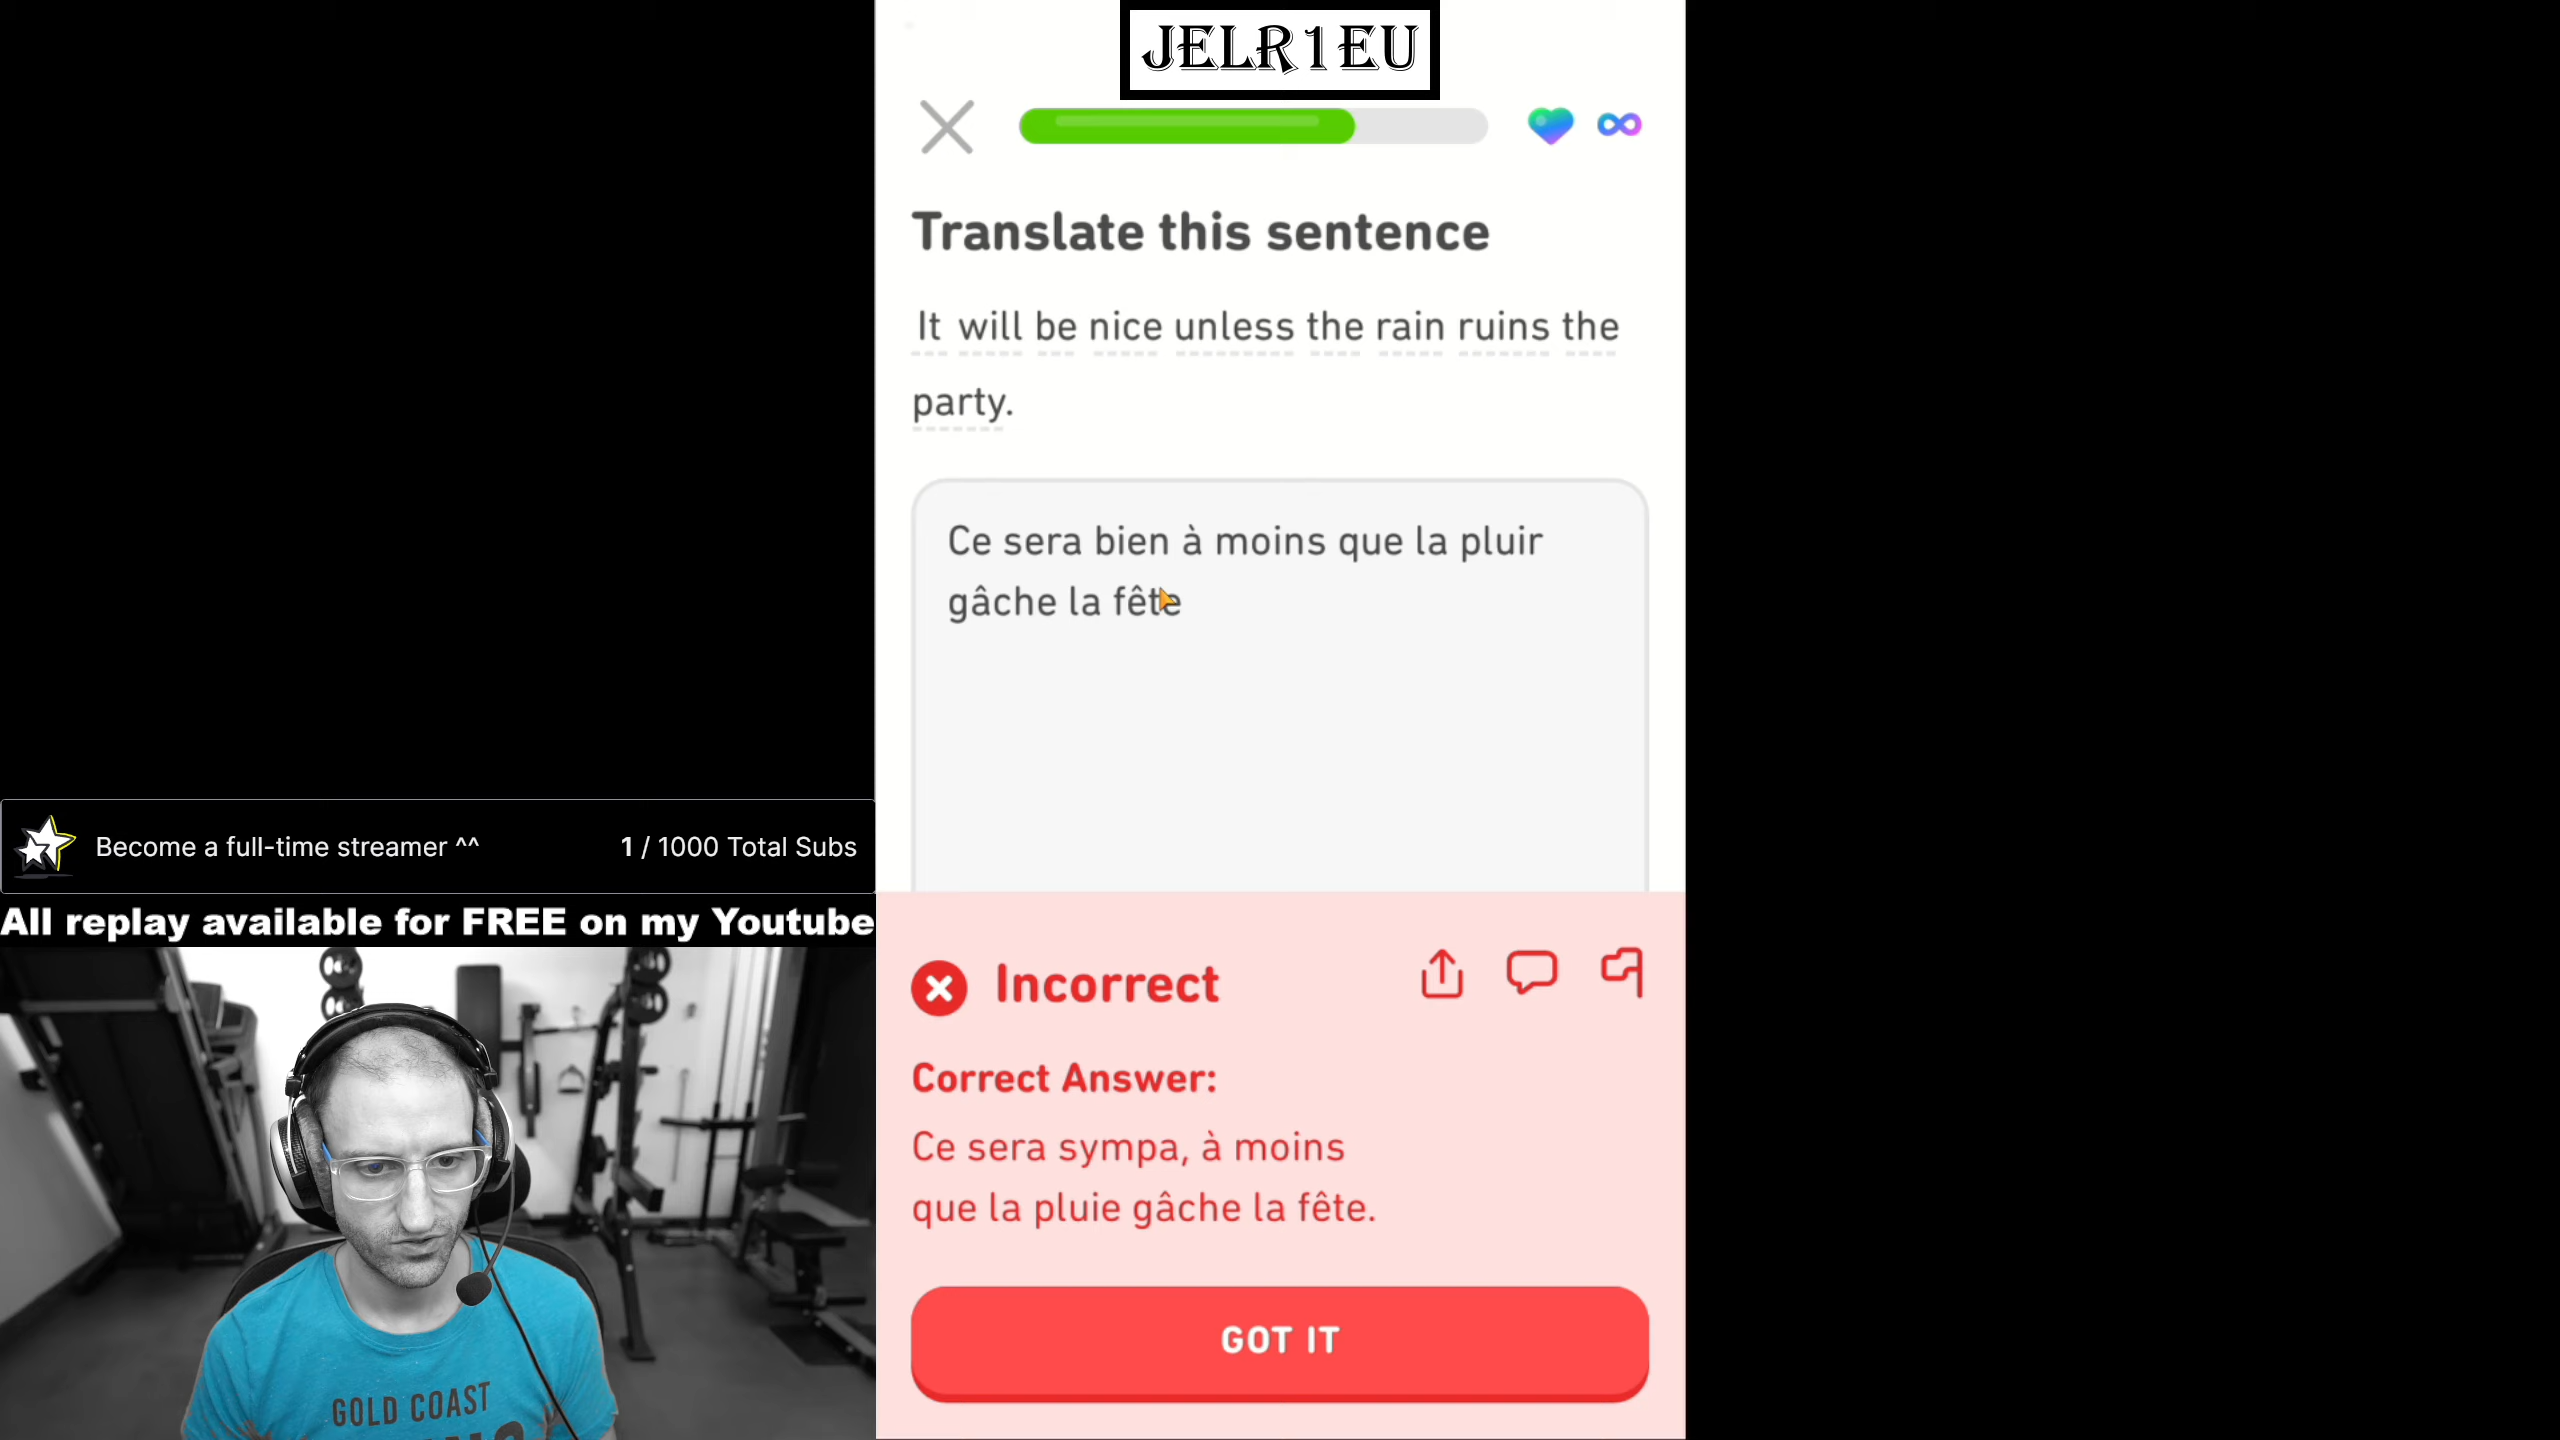 JELR1EU
Translate this sentence
It will be nice unless the rain ruins the
party.
Ce sera bien à moins que la pluir
gâche la fête
Become a full-time streamer ^^ 1 / 1000 Total Subs
All replay available for FREE on my Youtube
Incorrect
Correct Answer:
Ce sera sympa, à moins
que la pluie gâche la fête.
GOT IT
GOLD COAST